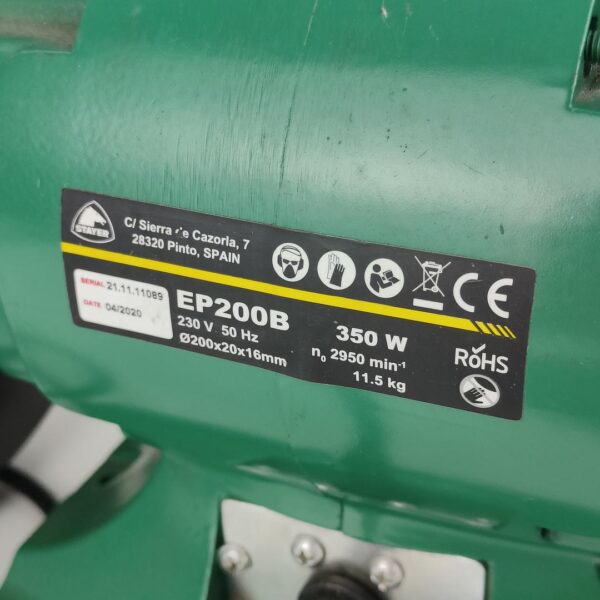 STAYER
C/ Sierra de Cazorla, 7
28320 Pinto, SPAIN
CE
SERIAL 21.11.11089
DATE 04/2020
EP200B
230 V 50 Hz
Ø200x20x16mm
350 W
n₀ 2950 min⁻¹
11.5 kg
RoHS